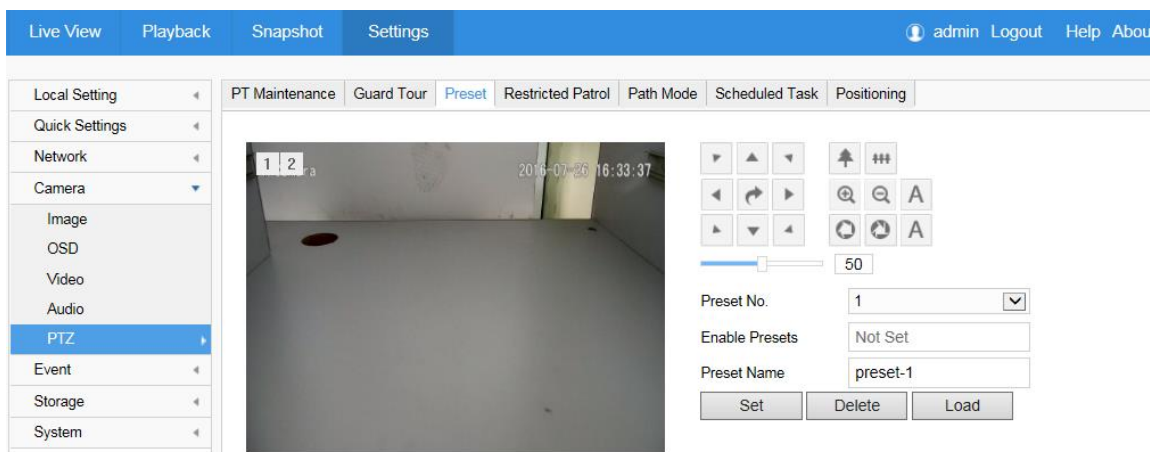 Live View Playback Snapshot Settings admin Logout Help Abou
Local Setting
Quick Settings
Network
Camera
Image
OSD
Video
Audio
PTZ
Event
Storage
System
PT Maintenance Guard Tour Preset Restricted Patrol Path Mode Scheduled Task Positioning
1 2 2016-07-26 16:33:37
A
A
50
Preset No. 1
Enable Presets Not Set
Preset Name preset-1
Set Delete Load